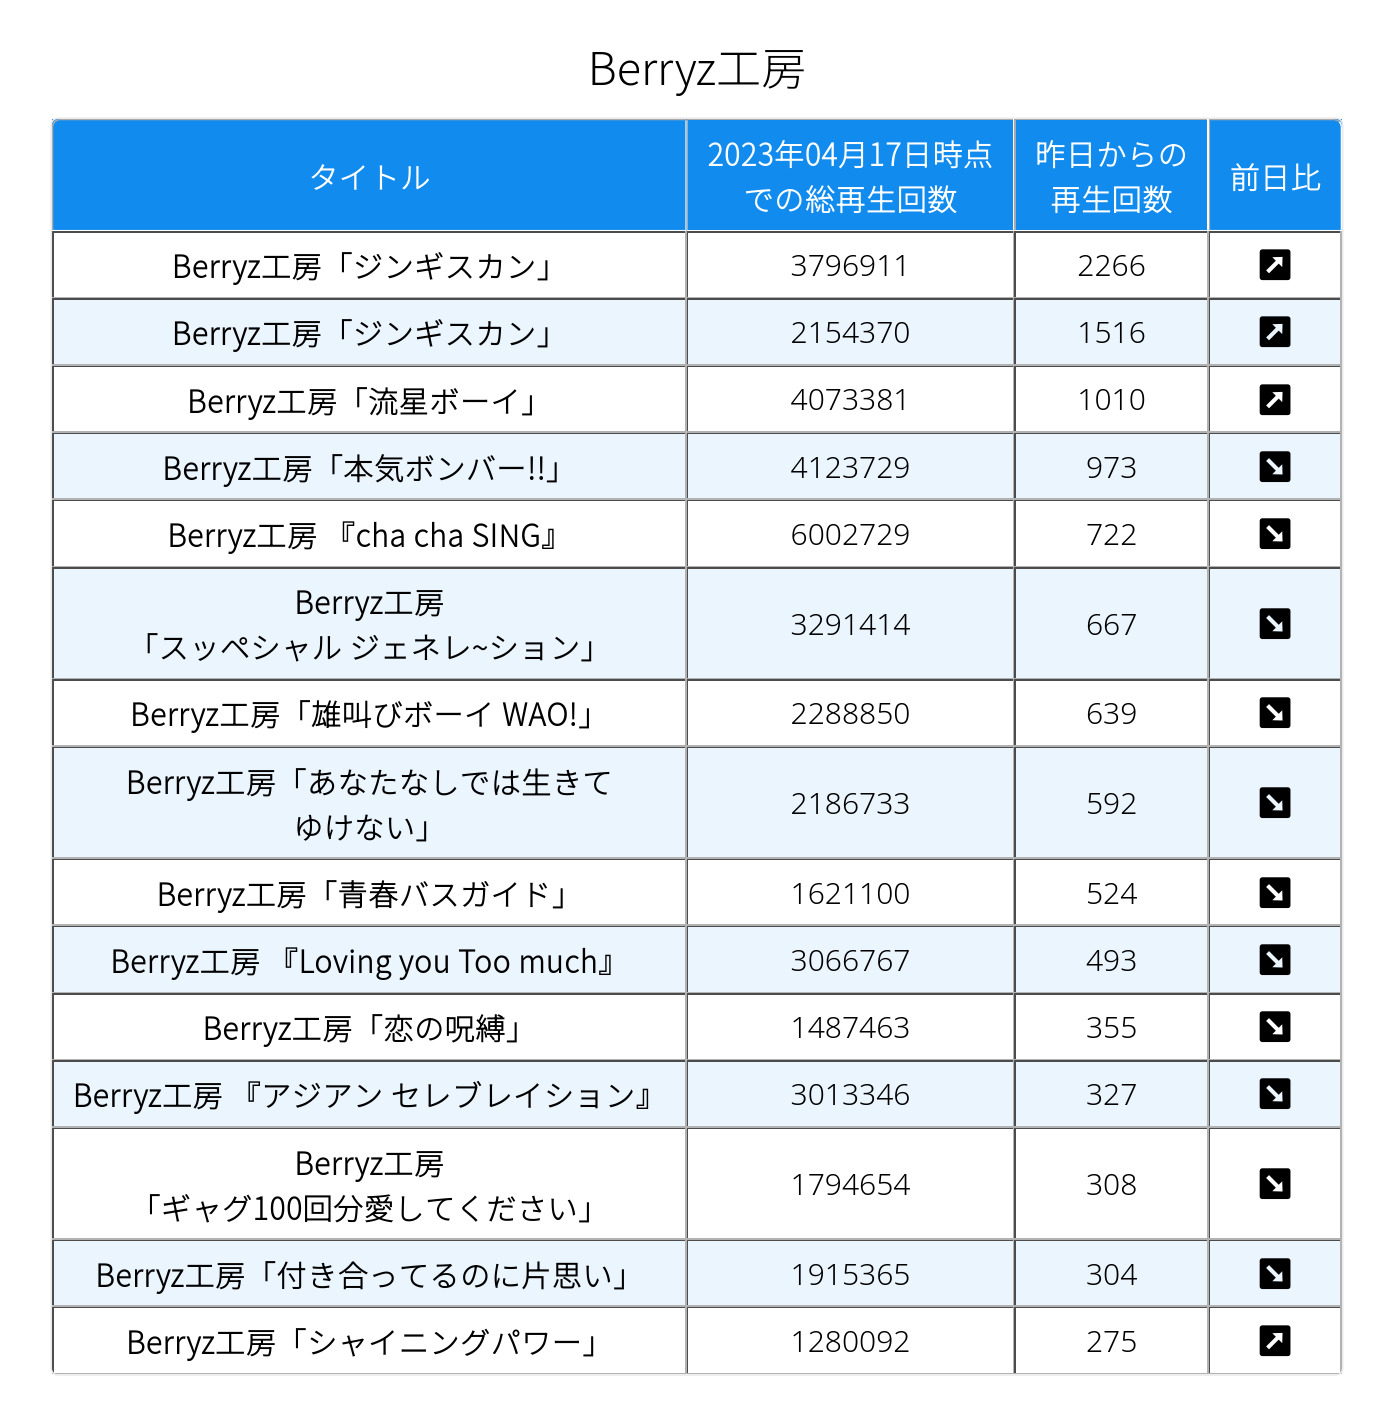 Berryz工房
タイトル
2023年04月17日時点
での総再生回数
昨日からの
再生回数
前日比
Berryz工房「ジンギスカン」 3796911 2266 ↗
Berryz工房「ジンギスカン」 2154370 1516 ↗
Berryz工房「流星ボーイ」 4073381 1010 ↗
Berryz工房「本気ボンバー!!」 4123729 973 ↘
Berryz工房 『cha cha SING』 6002729 722 ↘
Berryz工房
「スッペシャル ジェネレ~ション」 3291414 667 ↘
Berryz工房「雄叫びボーイ WAO!」 2288850 639 ↘
Berryz工房「あなたなしでは生きて
ゆけない」 2186733 592 ↘
Berryz工房「青春バスガイド」 1621100 524 ↘
Berryz工房 『Loving you Too much』 3066767 493 ↘
Berryz工房「恋の呪縛」 1487463 355 ↘
Berryz工房 『アジアン セレブレイション』 3013346 327 ↘
Berryz工房
「ギャグ100回分愛してください」 1794654 308 ↘
Berryz工房「付き合ってるのに片思い」 1915365 304 ↘
Berryz工房「シャイニングパワー」 1280092 275 ↗